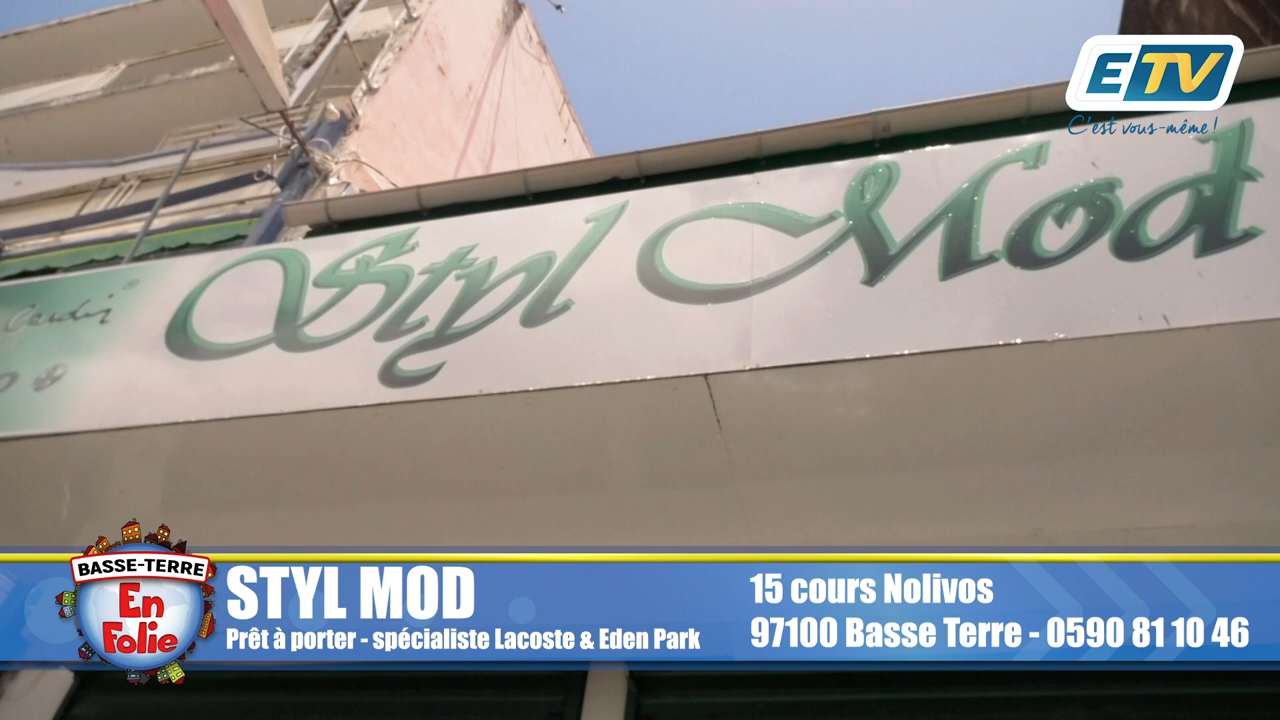 ETV
C'est vous-même !
Styl Mod
Cardin
BASSE-TERRE
En
Folie
STYL MOD
Prêt à porter - spécialiste Lacoste & Eden Park
15 cours Nolivos
97100 Basse Terre - 0590 81 10 46